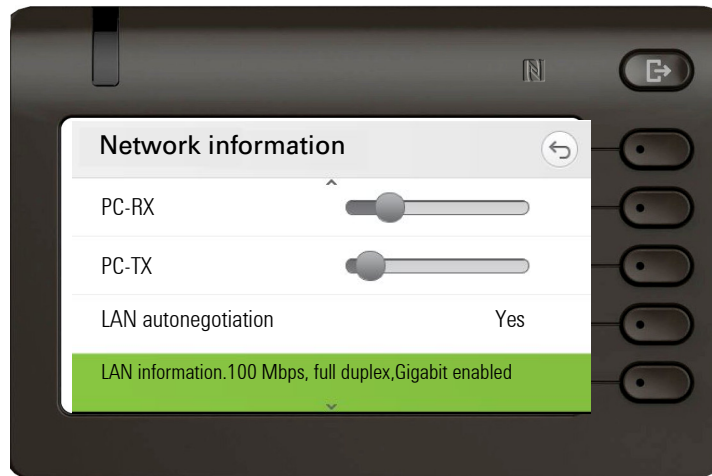 Network information
PC-RX
PC-TX
LAN autonegotiation Yes
LAN information.100 Mbps, full duplex,Gigabit enabled